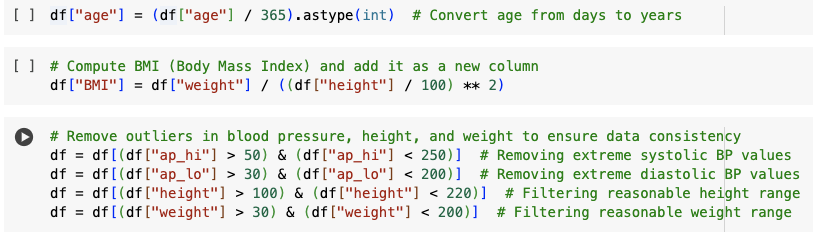 [ ] df["age"] = (df["age"] / 365).astype(int)  # Convert age from days to years
[ ] # Compute BMI (Body Mass Index) and add it as a new column
df["BMI"] = df["weight"] / ((df["height"] / 100) ** 2)
# Remove outliers in blood pressure, height, and weight to ensure data consistency
df = df[(df["ap_hi"] > 50) & (df["ap_hi"] < 250)]  # Removing extreme systolic BP values
df = df[(df["ap_lo"] > 30) & (df["ap_lo"] < 200)]  # Removing extreme diastolic BP values
df = df[(df["height"] > 100) & (df["height"] < 220)]  # Filtering reasonable height range
df = df[(df["weight"] > 30) & (df["weight"] < 200)]  # Filtering reasonable weight range